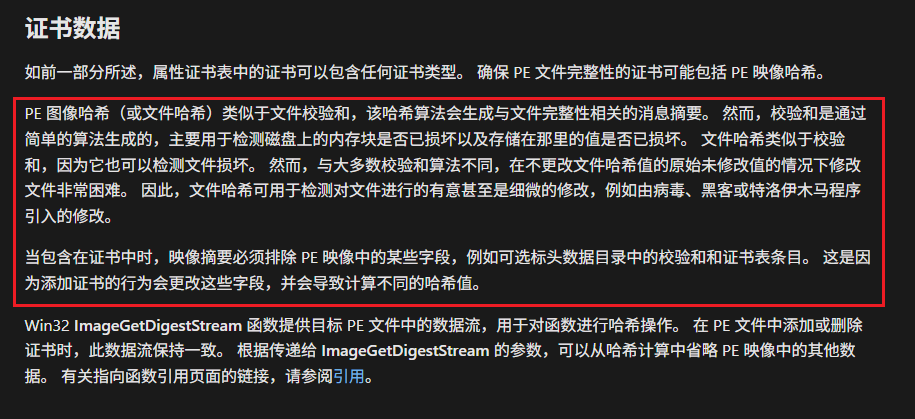 证书数据
如前一部分所述，属性证书表中的证书可以包含任何证书类型。 确保 PE 文件完整性的证书可能包括 PE 映像哈希。
PE 图像哈希（或文件哈希）类似于文件校验和，该哈希算法会生成与文件完整性相关的消息摘要。 然而，校验和是通过
简单的算法生成的，主要用于检测磁盘上的内存块是否已损坏以及存储在那里的值是否已损坏。 文件哈希类似于校验
和，因为它也可以检测文件损坏。 然而，与大多数校验和算法不同，在不更改文件哈希值的原始未修改值的情况下修改
文件非常困难。 因此，文件哈希可用于检测对文件进行的有意甚至是细微的修改，例如由病毒、黑客或特洛伊木马程序
引入的修改。
当包含在证书中时，映像摘要必须排除 PE 映像中的某些字段，例如可选标头数据目录中的校验和和证书表条目。 这是因
为添加证书的行为会更改这些字段，并会导致计算不同的哈希值。
Win32 ImageGetDigestStream 函数提供目标 PE 文件中的数据流，用于对函数进行哈希操作。 在 PE 文件中添加或删除
证书时，此数据流保持一致。 根据传递给 ImageGetDigestStream 的参数，可以从哈希计算中省略 PE 映像中的其他数
据。 有关指向函数引用页面的链接，请参阅引用。